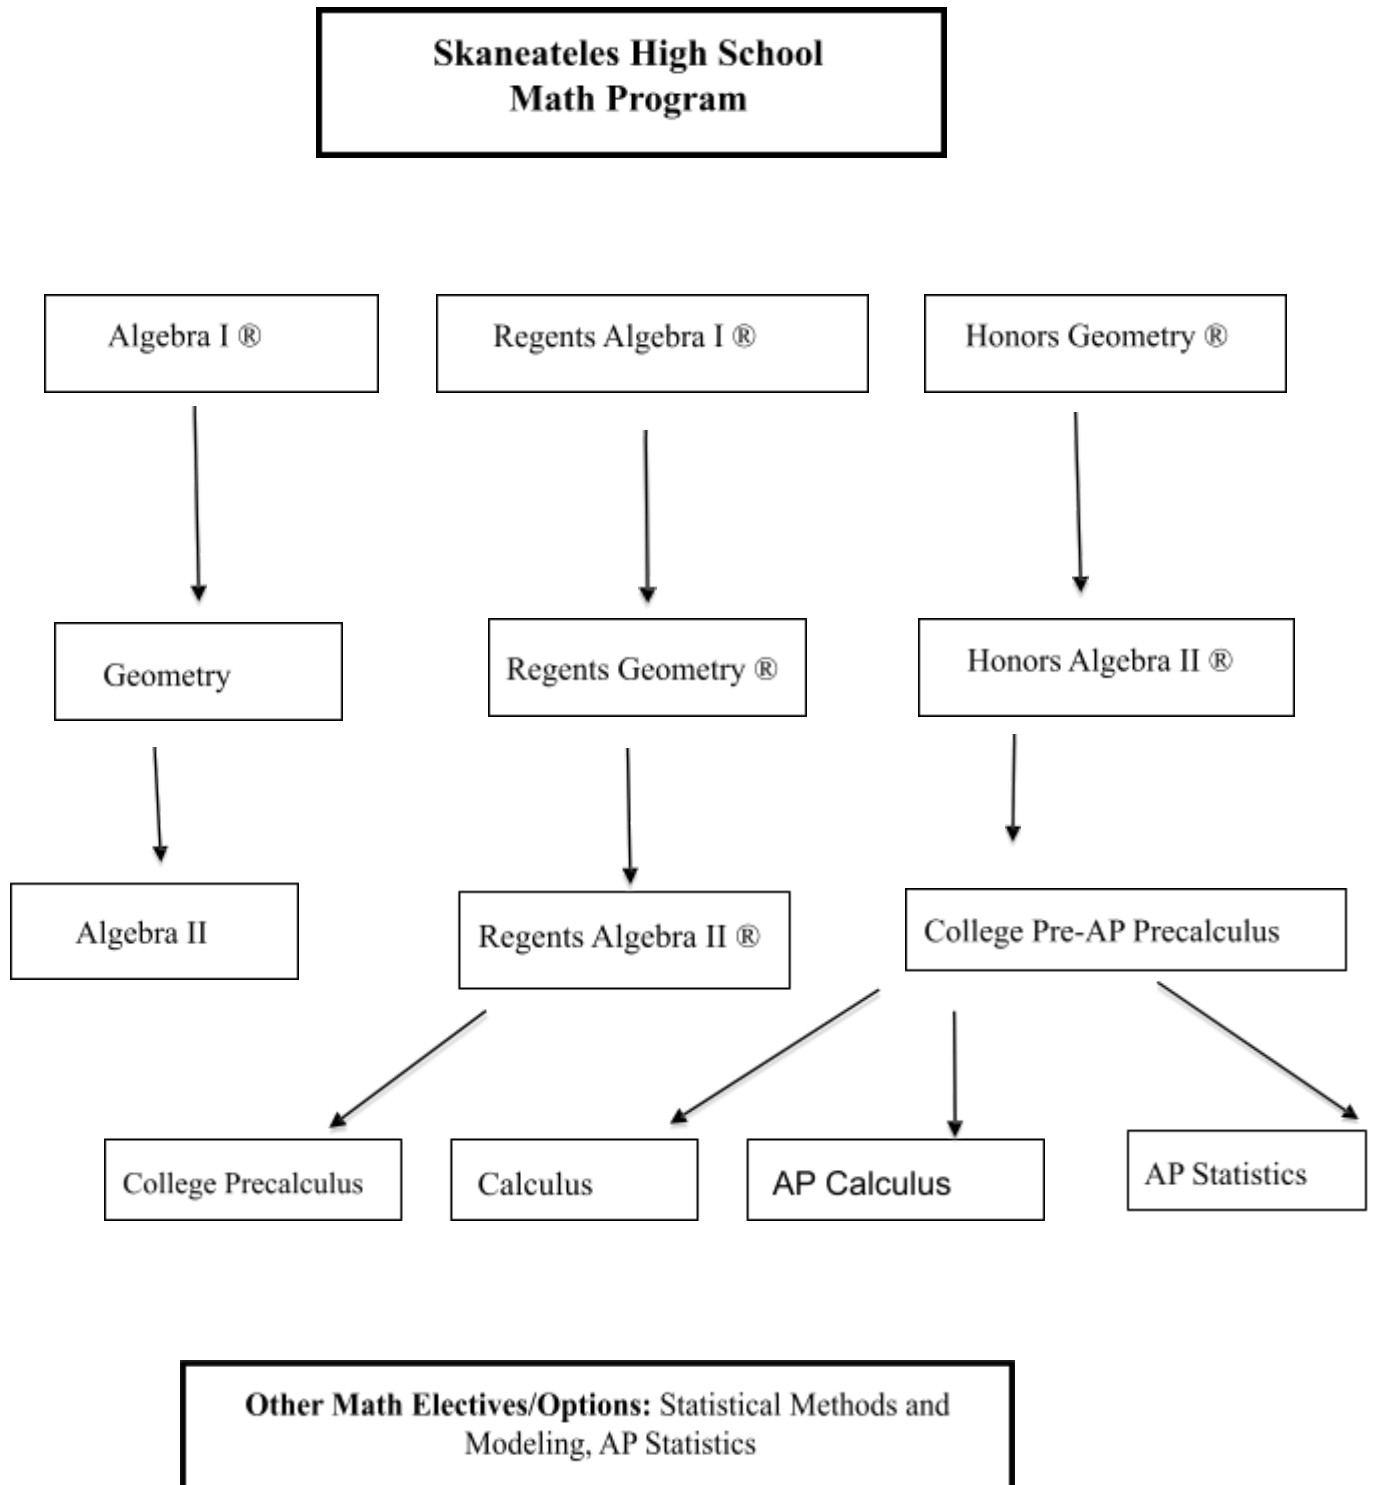 Skaneateles High School
Math Program
Algebra I ®
Regents Algebra I ®
Honors Geometry ®
Geometry
Regents Geometry ®
Honors Algebra II ®
Algebra II
Regents Algebra II ®
College Pre-AP Precalculus
College Precalculus
Calculus
AP Calculus
AP Statistics
Other Math Electives/Options: Statistical Methods and
Modeling, AP Statistics